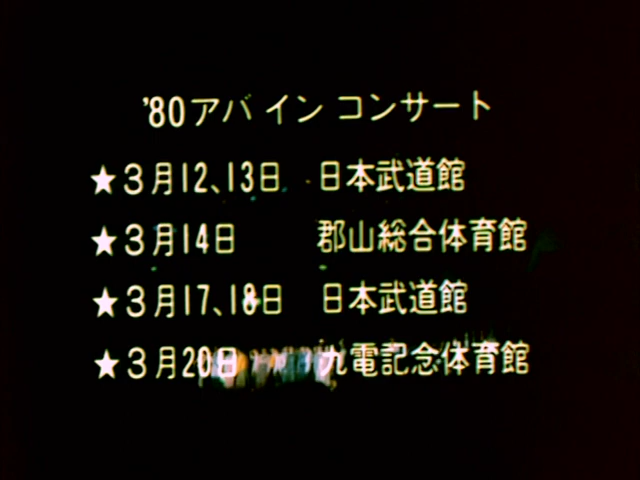 '80アバ イン コンサート
★3月12、13日 日本武道館
★3月14日 郡山総合体育館
★3月17、18日 日本武道館
★3月20日 九電記念体育館